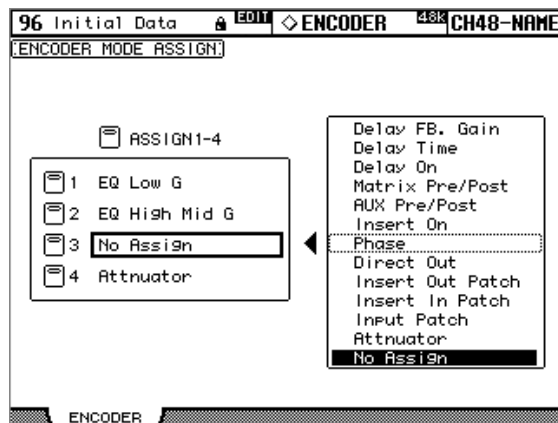 96 Initial Data EDIT ENCODER 48K CH48-NAME
ENCODER MODE ASSIGN
ASSIGN1-4
1 EQ Low G
2 EQ High Mid G
3 No Assign
4 Attnuator
Delay FB. Gain
Delay Time
Delay On
Matrix Pre/Post
AUX Pre/Post
Insert On
Phase
Direct Out
Insert Out Patch
Insert In Patch
Input Patch
Attnuator
No Assign
ENCODER